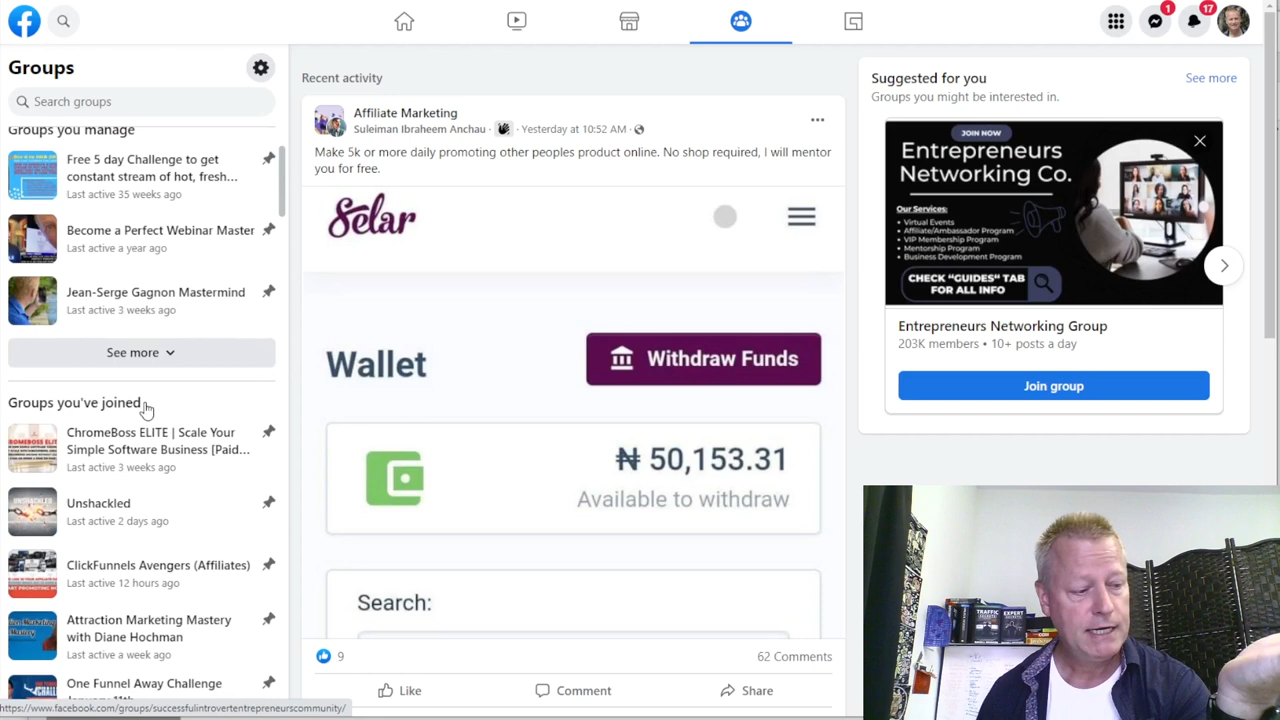 1
17
Groups
Search groups
Groups you manage
Free 5 day Challenge to get
constant stream of hot, fresh...
Last active 35 weeks ago
Become a Perfect Webinar Master
Last active a year ago
Jean-Serge Gagnon Mastermind
Last active 3 weeks ago
See more
Groups you've joined
ChromeBoss ELITE | Scale Your
Simple Software Business [Paid...
Last active 3 weeks ago
Unshackled
Last active 2 days ago
ClickFunnels Avengers (Affiliates)
Last active 12 hours ago
Attraction Marketing Mastery
with Diane Hochman
Last active a week ago
One Funnel Away Challenge
https://www.facebook.com/groups/successfulintrovertentrepreneurscommunity/
Recent activity
Affiliate Marketing
Suleiman Ibraheem Anchau · Yesterday at 10:52 AM ·
Make 5k or more daily promoting other peoples product online. No shop required, I will mentor
you for free.
Selar
Wallet
Withdraw Funds
₦ 50,153.31
Available to withdraw
Search:
9
62 Comments
Like
Comment
Share
Suggested for you
See more
Groups you might be interested in.
JOIN NOW
Entrepreneurs
Networking Co.
Our Services:
• Virtual Events
• Affiliate/Ambassador Program
• VIP Membership Program
• Mentorship Program
• Business Development Program
CHECK "GUIDES" TAB
FOR ALL INFO
Entrepreneurs Networking Group
203K members • 10+ posts a day
Join group
TRAFFIC
SECRETS
EXPERT
SECRETS